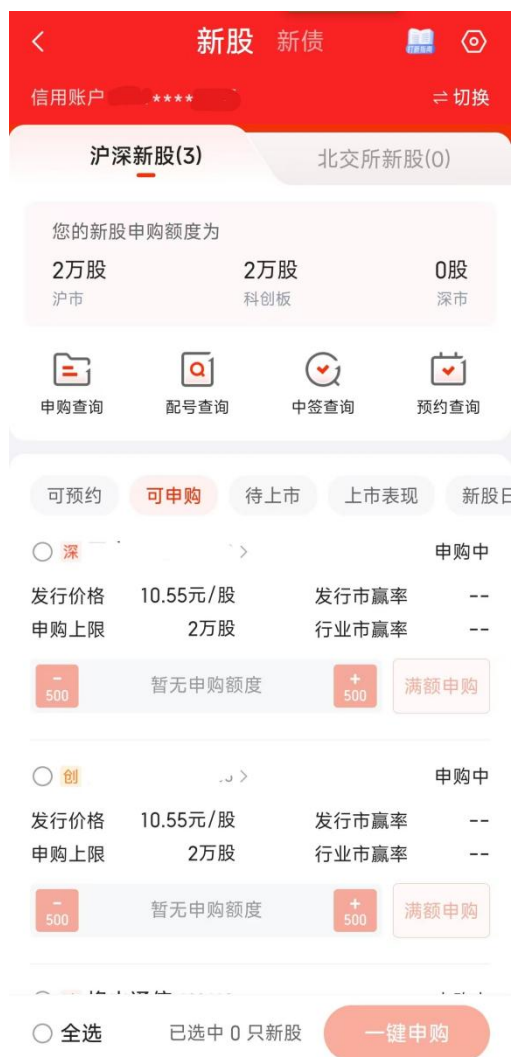 新股 新债
信用账户 **** 切换
沪深新股(3) 北交所新股(0)
您的新股申购额度为
2万股 2万股 0股
沪市 科创板 深市
申购查询 配号查询 中签查询 预约查询
可预约 可申购 待上市 上市表现 新股日
深 申购中
发行价格 10.55元/股 发行市赢率 --
申购上限 2万股 行业市赢率 --
- 500 暂无申购额度 + 500 满额申购
创 申购中
发行价格 10.55元/股 发行市赢率 --
申购上限 2万股 行业市赢率 --
- 500 暂无申购额度 + 500 满额申购
全选 已选中 0 只新股 一键申购